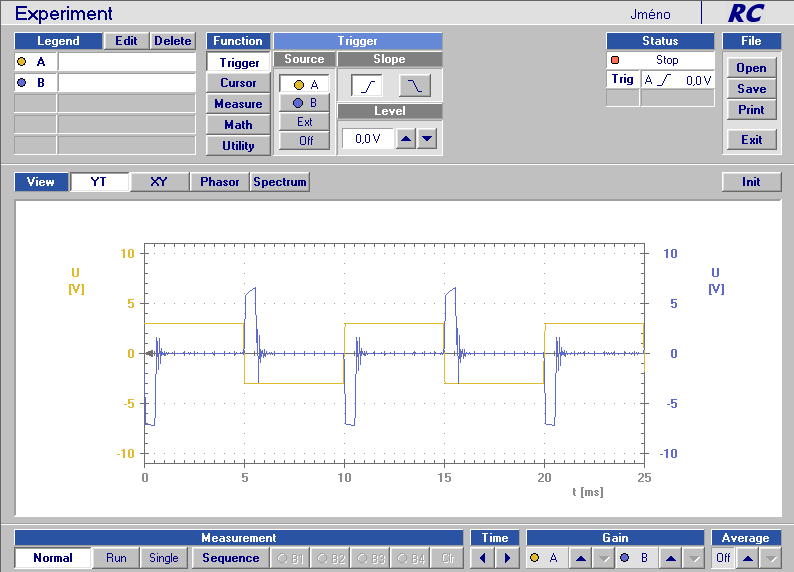 Experiment Jméno RC
Legend Edit Delete Function Trigger Status File
A Trigger Source Slope Stop Open
B Cursor A Trig A 0,0V Save
Measure B Level Print
Math Ext 0,0V
Utility Off Exit
View YT XY Phasor Spectrum Init
10 10
U U
[V] [V]
5 5
0 0
-5 -5
-10 -10
0 5 10 15 20 25
t [ms]
Measurement Time Gain Average
Normal Run Single Sequence B1 B2 B3 B4 Clr A B Off